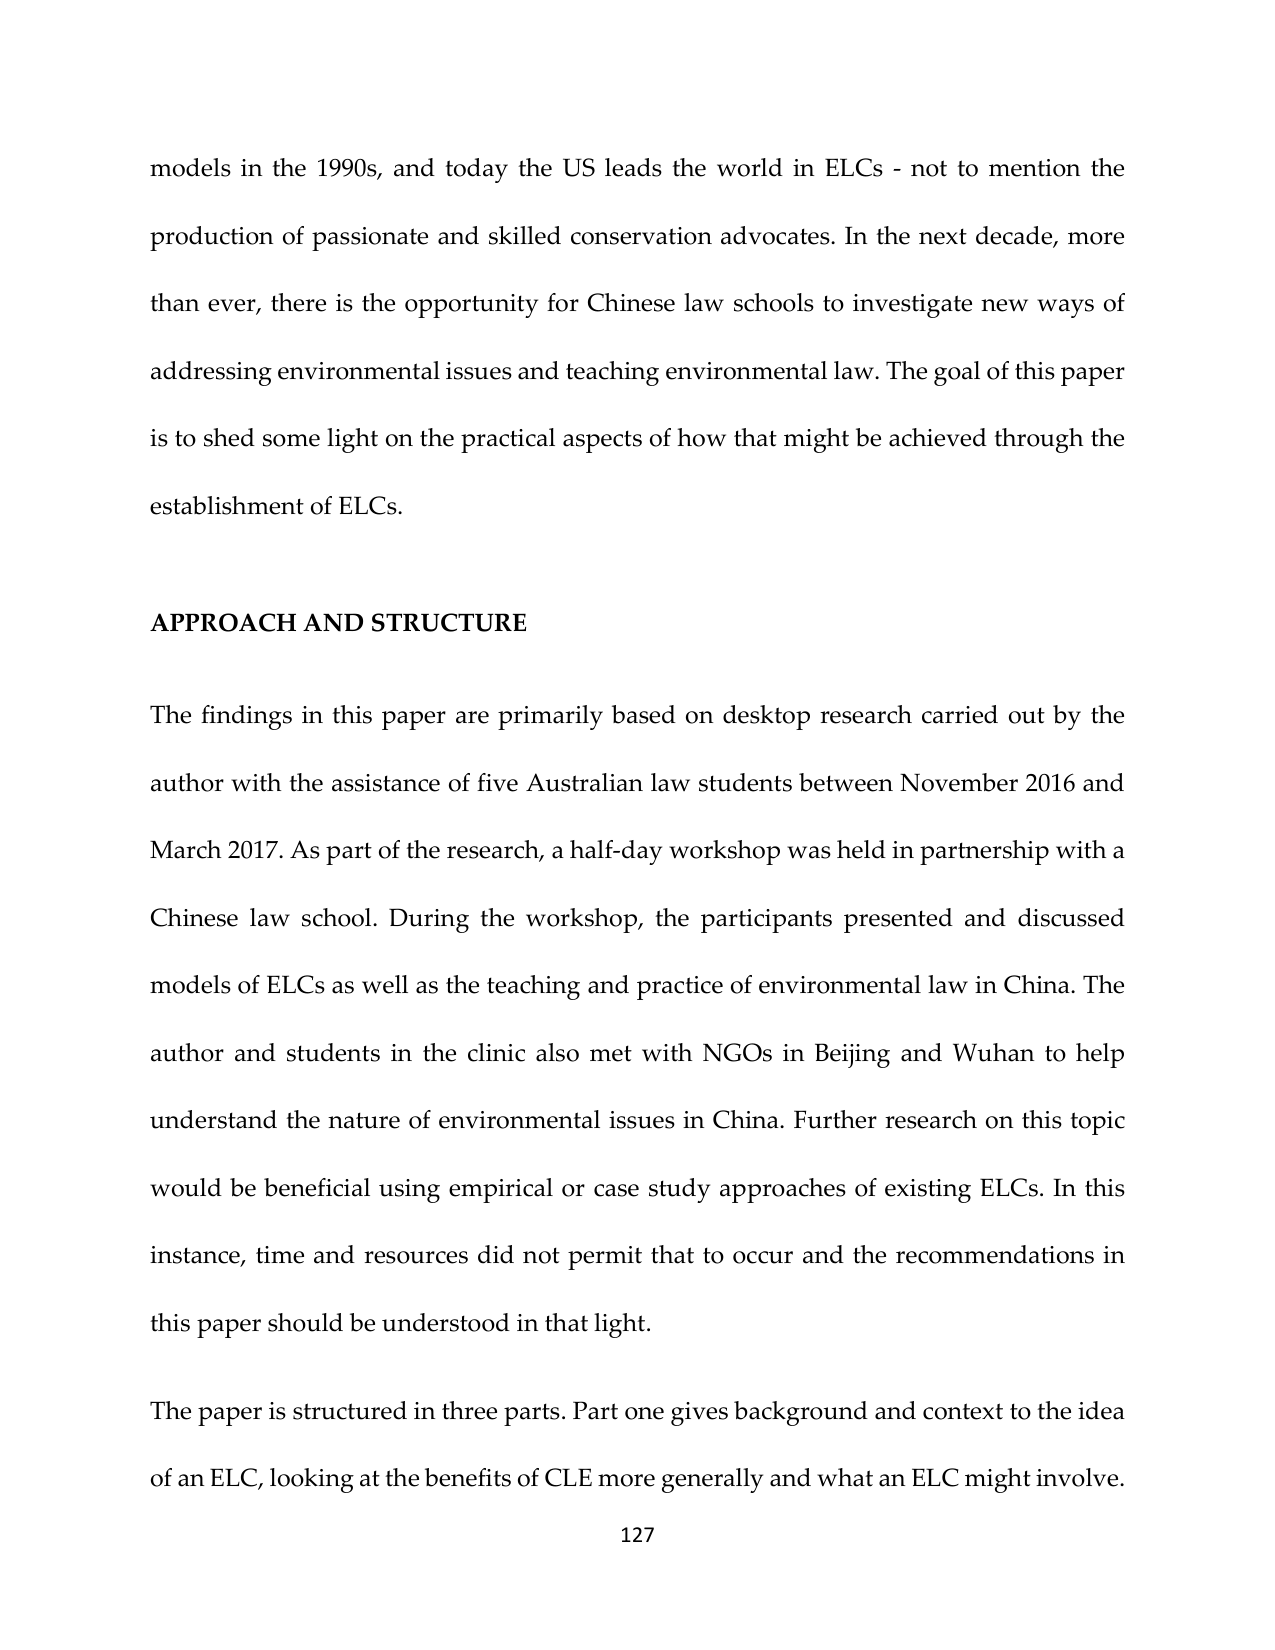 models in the 1990s, and today the US leads the world in ELCs - not to mention the
production of passionate and skilled conservation advocates. In the next decade, more
than ever, there is the opportunity for Chinese law schools to investigate new ways of
addressing environmental issues and teaching environmental law. The goal of this paper
is to shed some light on the practical aspects of how that might be achieved through the
establishment of ELCs.
APPROACH AND STRUCTURE
The findings in this paper are primarily based on desktop research carried out by the
author with the assistance of five Australian law students between November 2016 and
March 2017. As part of the research, a half-day workshop was held in partnership with a
Chinese law school. During the workshop, the participants presented and discussed
models of ELCs as well as the teaching and practice of environmental law in China. The
author and students in the clinic also met with NGOs in Beijing and Wuhan to help
understand the nature of environmental issues in China. Further research on this topic
would be beneficial using empirical or case study approaches of existing ELCs. In this
instance, time and resources did not permit that to occur and the recommendations in
this paper should be understood in that light.
The paper is structured in three parts. Part one gives background and context to the idea
of an ELC, looking at the benefits of CLE more generally and what an ELC might involve.
127